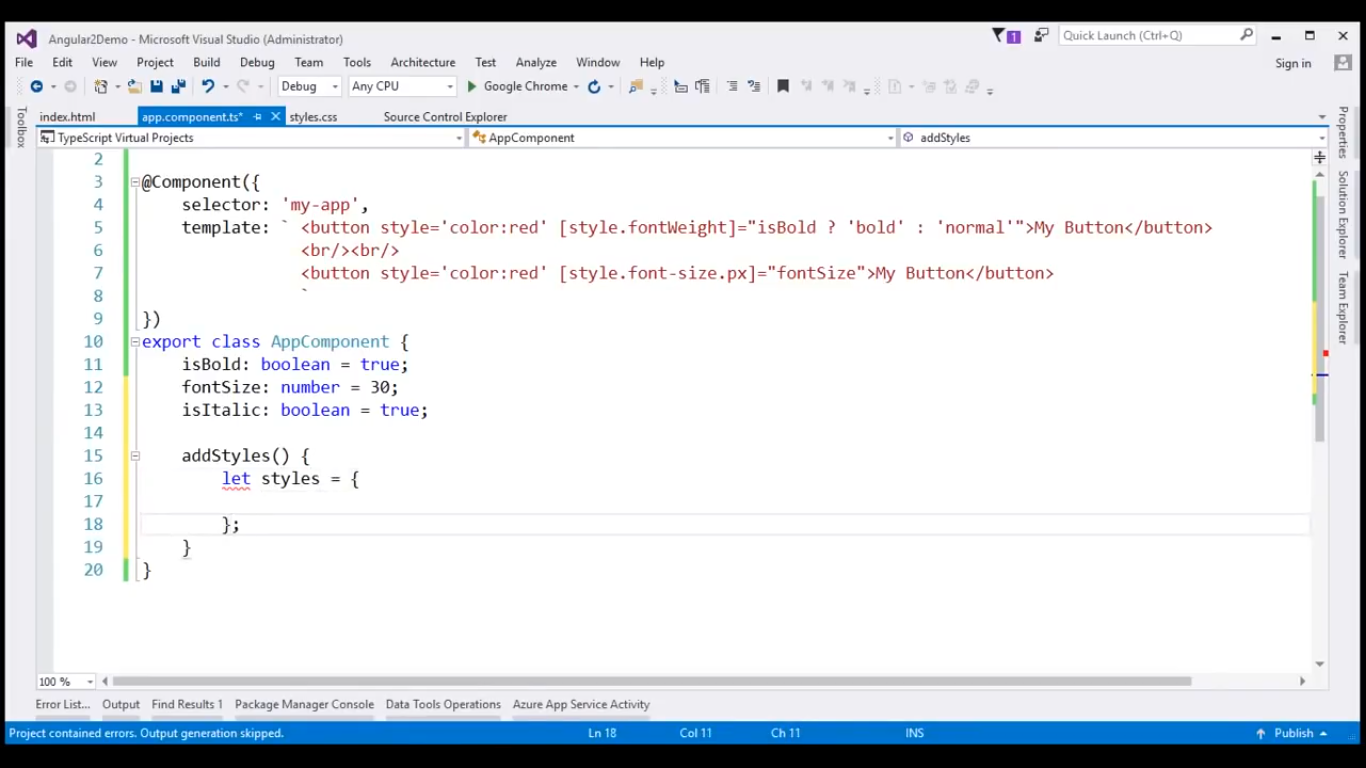 Angular2Demo - Microsoft Visual Studio (Administrator)
1
Quick Launch (Ctrl+Q)
File Edit View Project Build Debug Team Tools Architecture Test Analyze Window Help
Sign in
Debug Any CPU Google Chrome
index.html app.component.ts* styles.css Source Control Explorer
TypeScript Virtual Projects AppComponent addStyles
Toolbox
Properties
Solution Explorer
Team Explorer
2
3 @Component({
4 selector: 'my-app',
5 template: ` <button style='color:red' [style.fontWeight]="isBold ? 'bold' : 'normal'">My Button</button>
6 <br/><br/>
7 <button style='color:red' [style.font-size.px]="fontSize">My Button</button>
8 `
9 })
10 export class AppComponent {
11 isBold: boolean = true;
12 fontSize: number = 30;
13 isItalic: boolean = true;
14
15 addStyles() {
16 let styles = {
17
18 };
19 }
20 }
100 %
Error List... Output Find Results 1 Package Manager Console Data Tools Operations Azure App Service Activity
Project contained errors. Output generation skipped. Ln 18 Col 11 Ch 11 INS Publish